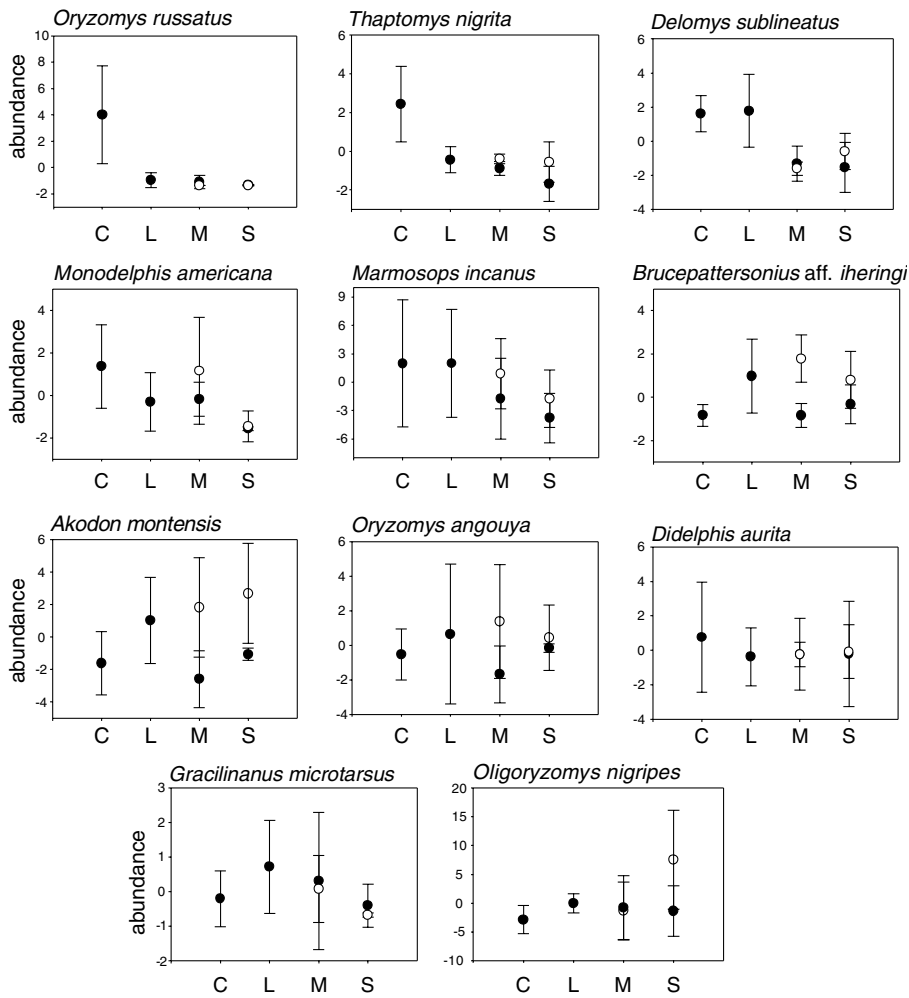 Oryzomys russatus
Thaptomys nigrita
Delomys sublineatus
abundance
10
8
6
4
2
0
-2
6
4
2
0
-2
6
4
2
0
-2
-4
C L M S
C L M S
C L M S
Monodelphis americana
Marmosops incanus
Brucepattersonius aff. iheringi
abundance
4
2
0
-2
9
6
3
0
-3
-6
4
2
0
-2
C L M S
C L M S
C L M S
Akodon montensis
Oryzomys angouya
Didelphis aurita
abundance
6
4
2
0
-2
-4
6
4
2
0
-2
-4
6
4
2
0
-2
-4
C L M S
C L M S
C L M S
Gracilinanus microtarsus
Oligoryzomys nigripes
abundance
3
2
1
0
-1
-2
20
15
10
5
0
-5
-10
C L M S
C L M S